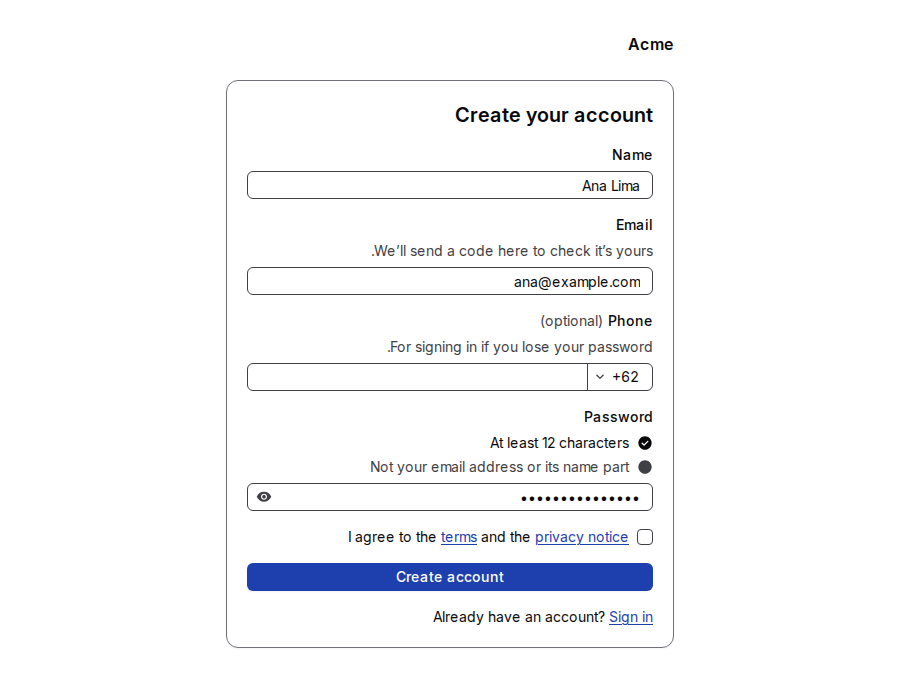 Acme
Create your account
Name
Ana Lima
Email
.We’ll send a code here to check it’s yours
ana@example.com
(optional) Phone
.For signing in if you lose your password
+62
Password
At least 12 characters
Not your email address or its name part
•••••••••••••••
I agree to the terms and the privacy notice
Create account
Already have an account? Sign in